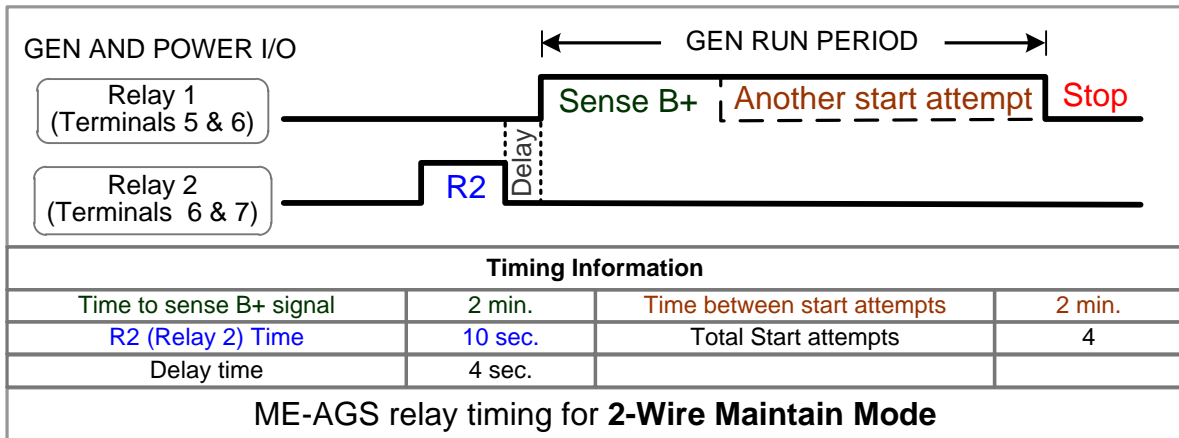 GEN AND POWER I/O
GEN RUN PERIOD
Relay 1
(Terminals 5 & 6)
Sense B+
Another start attempt
Stop
Delay
Relay 2
(Terminals 6 & 7)
R2
Timing Information
Time to sense B+ signal 2 min. Time between start attempts 2 min.
R2 (Relay 2) Time 10 sec. Total Start attempts 4
Delay time 4 sec.
ME-AGS relay timing for 2-Wire Maintain Mode